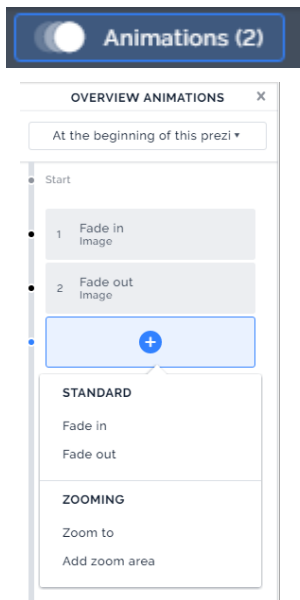 Animations (2)
OVERVIEW ANIMATIONS
At the beginning of this prezi
Start
1 Fade in
Image
2 Fade out
Image
STANDARD
Fade in
Fade out
ZOOMING
Zoom to
Add zoom area